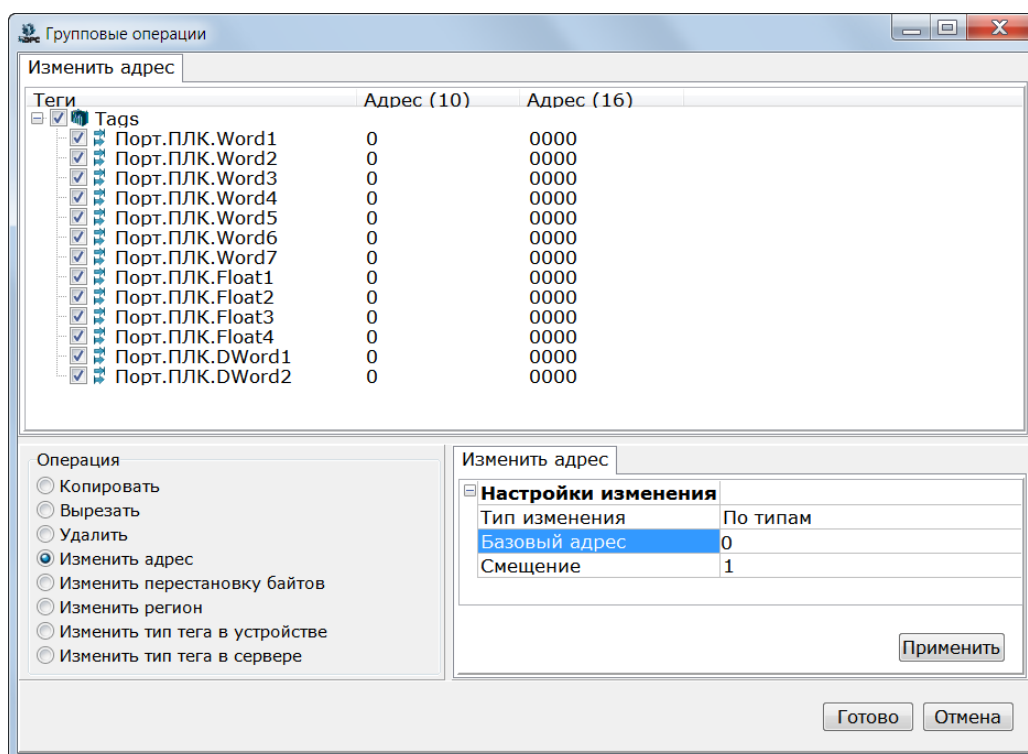 Групповые операции
Изменить адрес
Теги Адрес (10) Адрес (16)
Tags
Порт.ПЛК.Word1 0 0000
Порт.ПЛК.Word2 0 0000
Порт.ПЛК.Word3 0 0000
Порт.ПЛК.Word4 0 0000
Порт.ПЛК.Word5 0 0000
Порт.ПЛК.Word6 0 0000
Порт.ПЛК.Word7 0 0000
Порт.ПЛК.Float1 0 0000
Порт.ПЛК.Float2 0 0000
Порт.ПЛК.Float3 0 0000
Порт.ПЛК.Float4 0 0000
Порт.ПЛК.DWord1 0 0000
Порт.ПЛК.DWord2 0 0000
Операция
Копировать
Вырезать
Удалить
Изменить адрес
Изменить перестановку байтов
Изменить регион
Изменить тип тега в устройстве
Изменить тип тега в сервере
Изменить адрес
Настройки изменения
Тип изменения По типам
Базовый адрес 0
Смещение 1
Применить
Готово Отмена